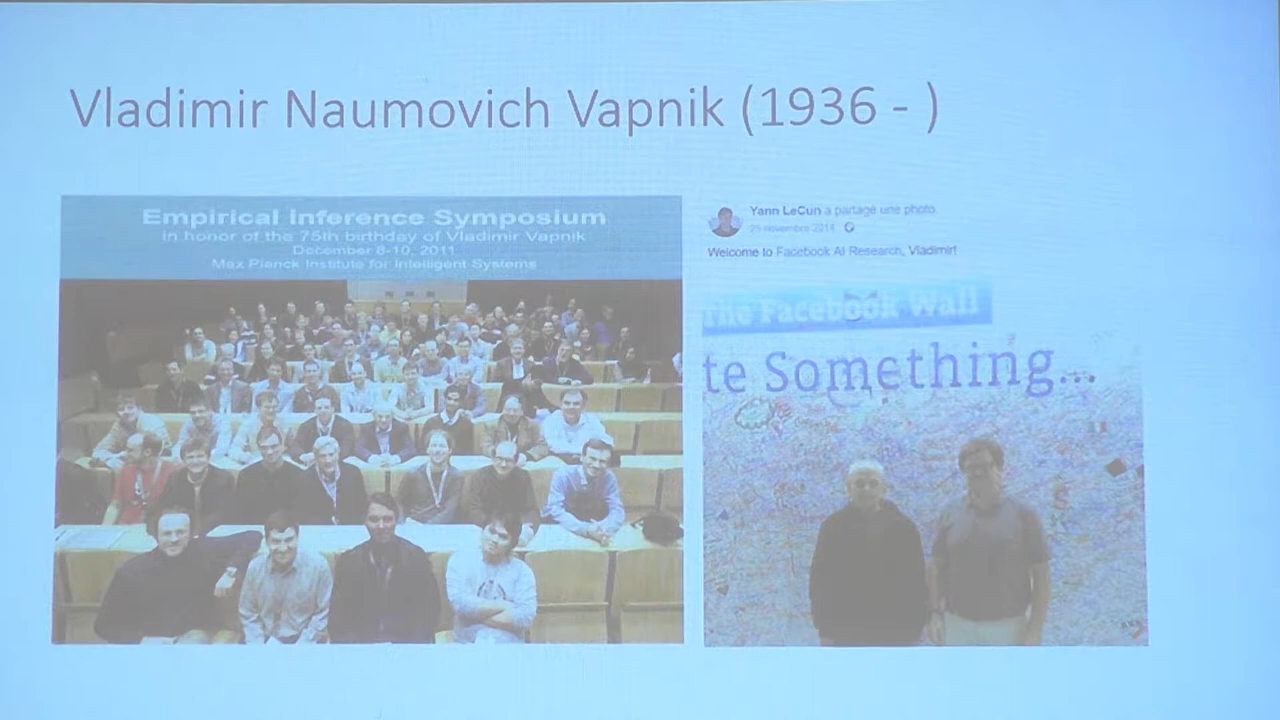 Vladimir Naumovich Vapnik (1936 - )
Empirical Inference Symposium
in honor of the 75th birthday of Vladimir Vapnik
December 8-10, 2011
Max Planck Institute for Intelligent Systems
Yann LeCun a partagé une photo
29 novembre 2014
Welcome to Facebook AI Research, Vladimir!
The Facebook Wall
te Something...